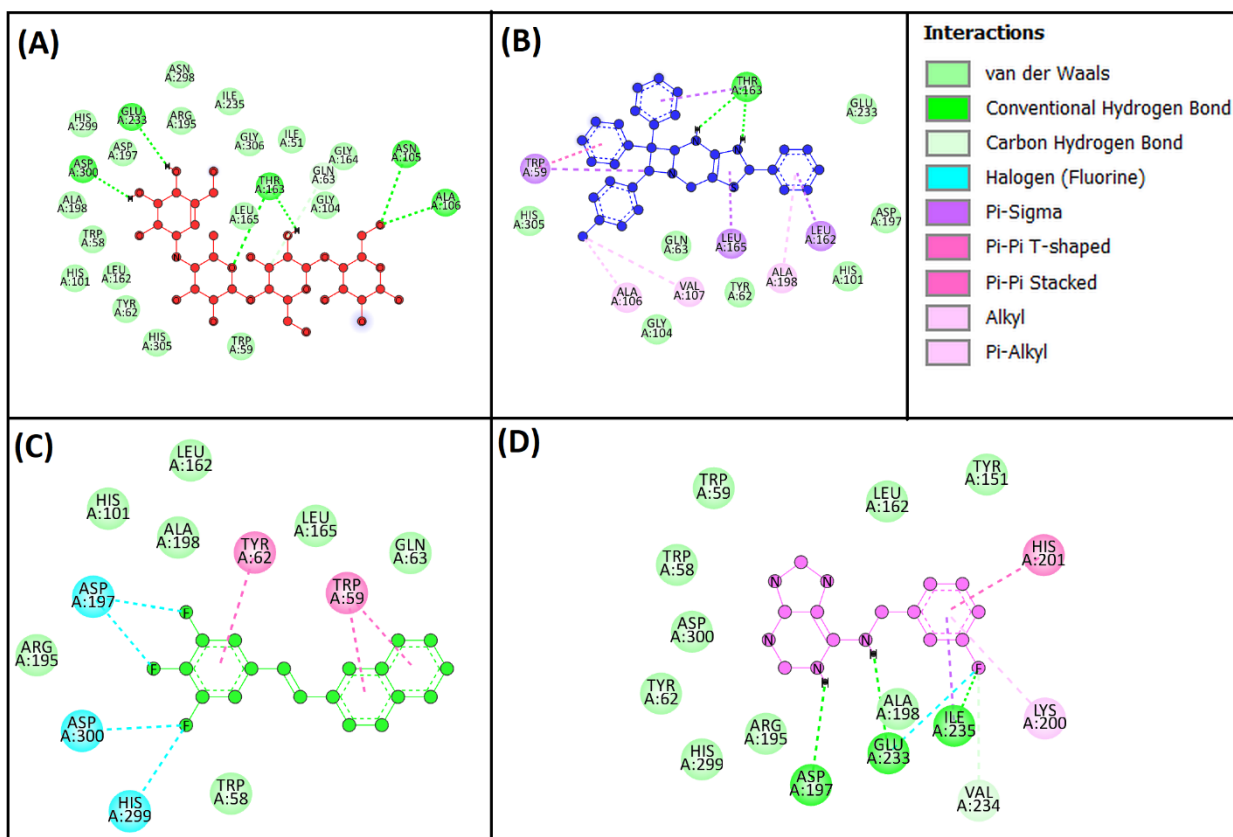 (A)
ASN
A:298
ILE
A:235
GLU
A:233
ARG
A:195
HIS
A:299
ASP
A:197
GLY
A:306
ILE
A:51
GLY
A:164
ASN
A:105
ASP
A:300
THR
A:163
GLN
A:63
ALA
A:198
LEU
A:165
GLY
A:104
ALA
A:106
TRP
A:58
HIS
A:101
LEU
A:162
TYR
A:62
HIS
A:305
TRP
A:59
H
H
H
N
O
(B)
THR
A:163
GLU
A:233
TRP
A:59
HIS
A:305
GLN
A:63
LEU
A:165
LEU
A:162
ASP
A:197
ALA
A:106
VAL
A:107
TYR
A:62
ALA
A:198
HIS
A:101
GLY
A:104
H
H
N
N
N
S
Interactions
van der Waals
Conventional Hydrogen Bond
Carbon Hydrogen Bond
Halogen (Fluorine)
Pi-Sigma
Pi-Pi T-shaped
Pi-Pi Stacked
Alkyl
Pi-Alkyl
(C)
LEU
A:162
HIS
A:101
ALA
A:198
LEU
A:165
TYR
A:62
GLN
A:63
ASP
A:197
TRP
A:59
ARG
A:195
ASP
A:300
HIS
A:299
TRP
A:58
F
F
F
(D)
TRP
A:59
LEU
A:162
TYR
A:151
TRP
A:58
HIS
A:201
ASP
A:300
TYR
A:62
ARG
A:195
ALA
A:198
ILE
A:235
LYS
A:200
HIS
A:299
GLU
A:233
ASP
A:197
VAL
A:234
N
N
N
N
N
H
H
F